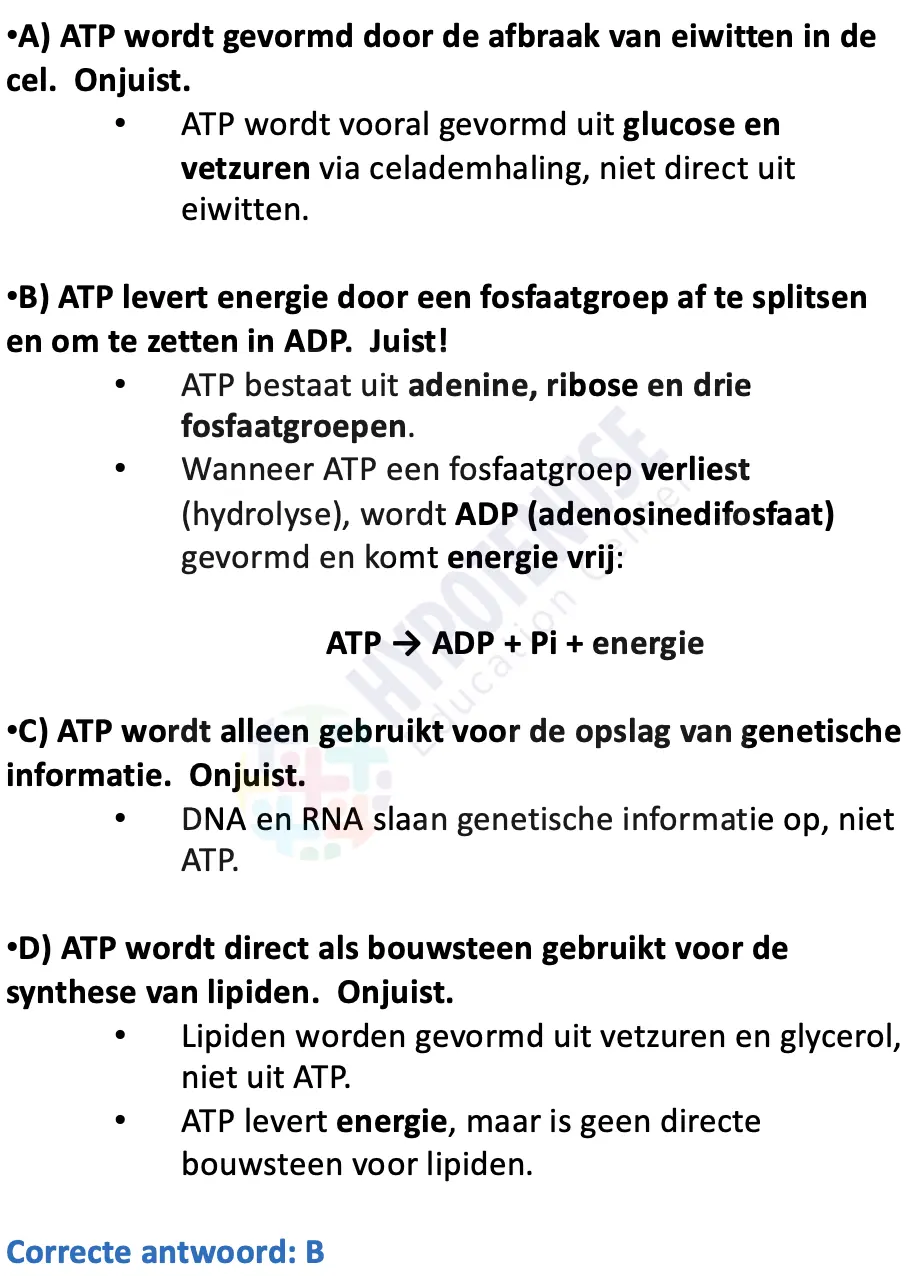 •A) ATP wordt gevormd door de afbraak van eiwitten in de
cel.  Onjuist.
• ATP wordt vooral gevormd uit glucose en
vetzuren via celademhaling, niet direct uit
eiwitten.
•B) ATP levert energie door een fosfaatgroep af te splitsen
en om te zetten in ADP.  Juist!
• ATP bestaat uit adenine, ribose en drie
fosfaatgroepen.
• Wanneer ATP een fosfaatgroep verliest
(hydrolyse), wordt ADP (adenosinedifosfaat)
gevormd en komt energie vrij:
ATP → ADP + Pi + energie
•C) ATP wordt alleen gebruikt voor de opslag van genetische
informatie.  Onjuist.
• DNA en RNA slaan genetische informatie op, niet
ATP.
•D) ATP wordt direct als bouwsteen gebruikt voor de
synthese van lipiden.  Onjuist.
• Lipiden worden gevormd uit vetzuren en glycerol,
niet uit ATP.
• ATP levert energie, maar is geen directe
bouwsteen voor lipiden.
Correcte antwoord: B
HYPOTENUSE
Education Center